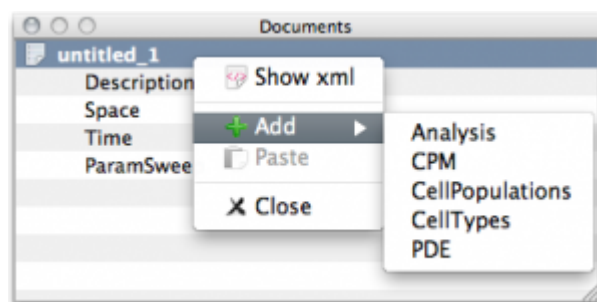 Documents
untitled_1
Description
Space
Time
ParamSwee
Show xml
Add
Paste
Close
Analysis
CPM
CellPopulations
CellTypes
PDE